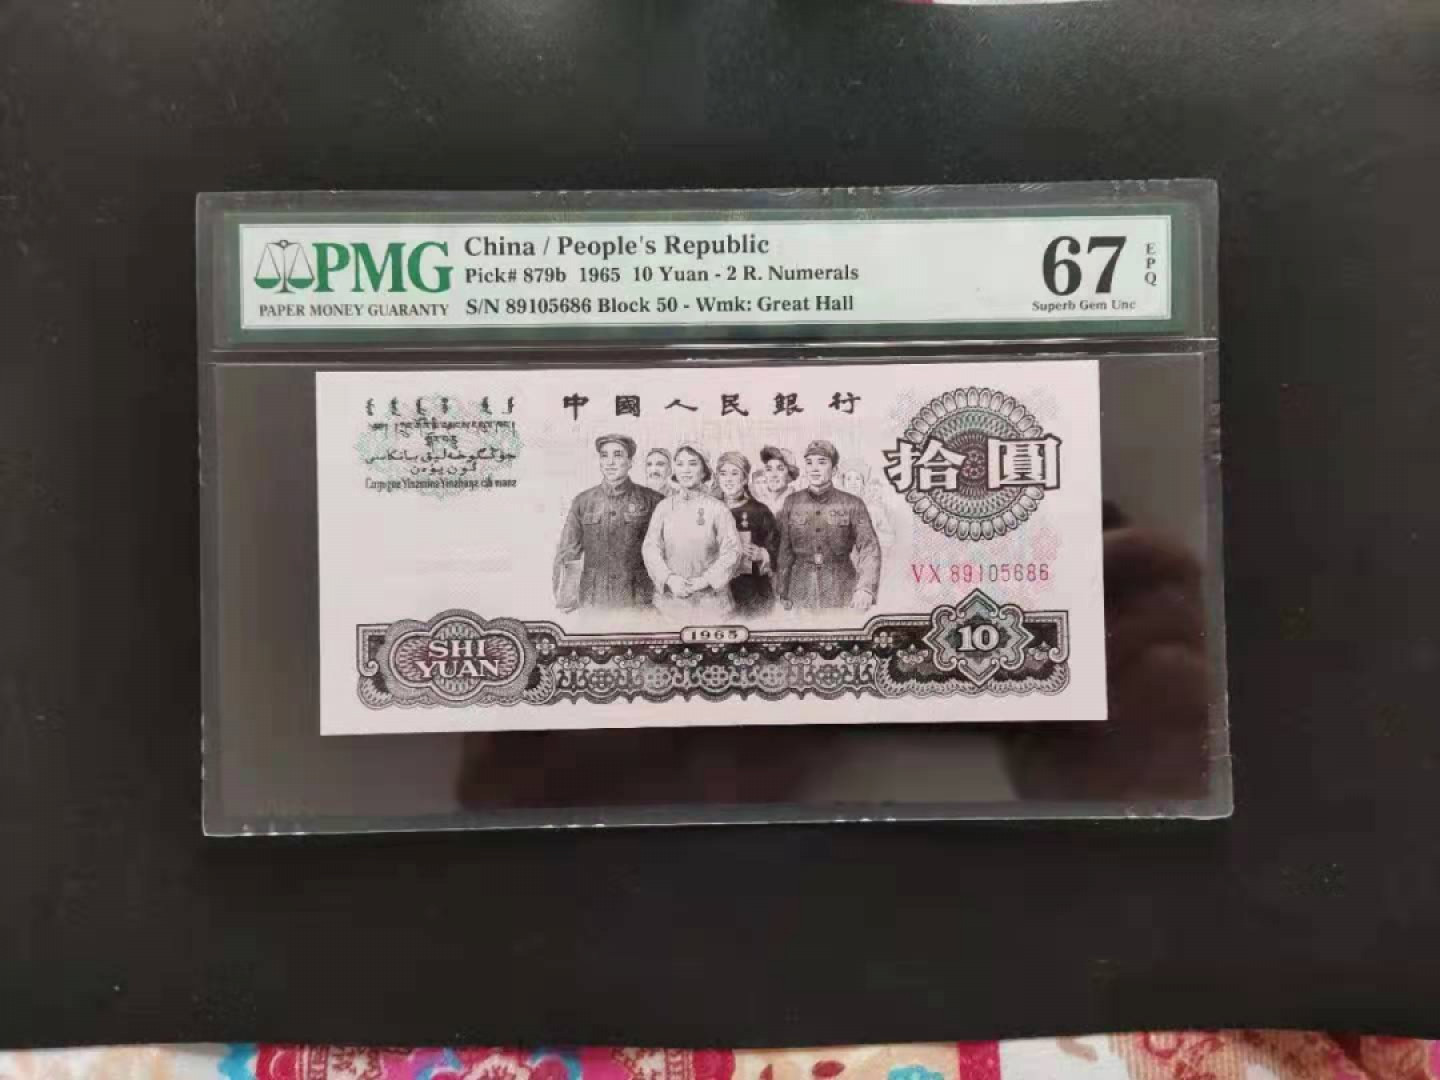 PMG
PAPER MONEY GUARANTY
China / People's Republic
Pick# 879b 1965 10 Yuan - 2 R. Numerals
S/N 89105686 Block 50 - Wmk: Great Hall
67
EPQ
Superb Gem Unc
中國人民銀行
拾圓
VX 89105686
1965
SHI
YUAN
10